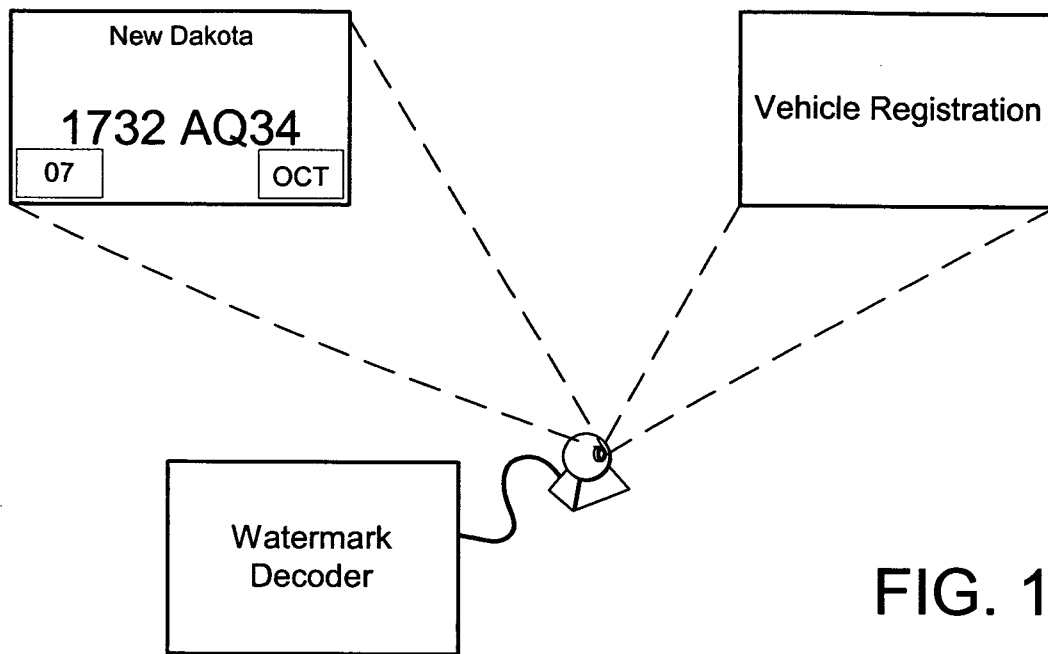 New Dakota
1732 AQ34
07
OCT
Vehicle Registration
Watermark
Decoder
FIG. 1